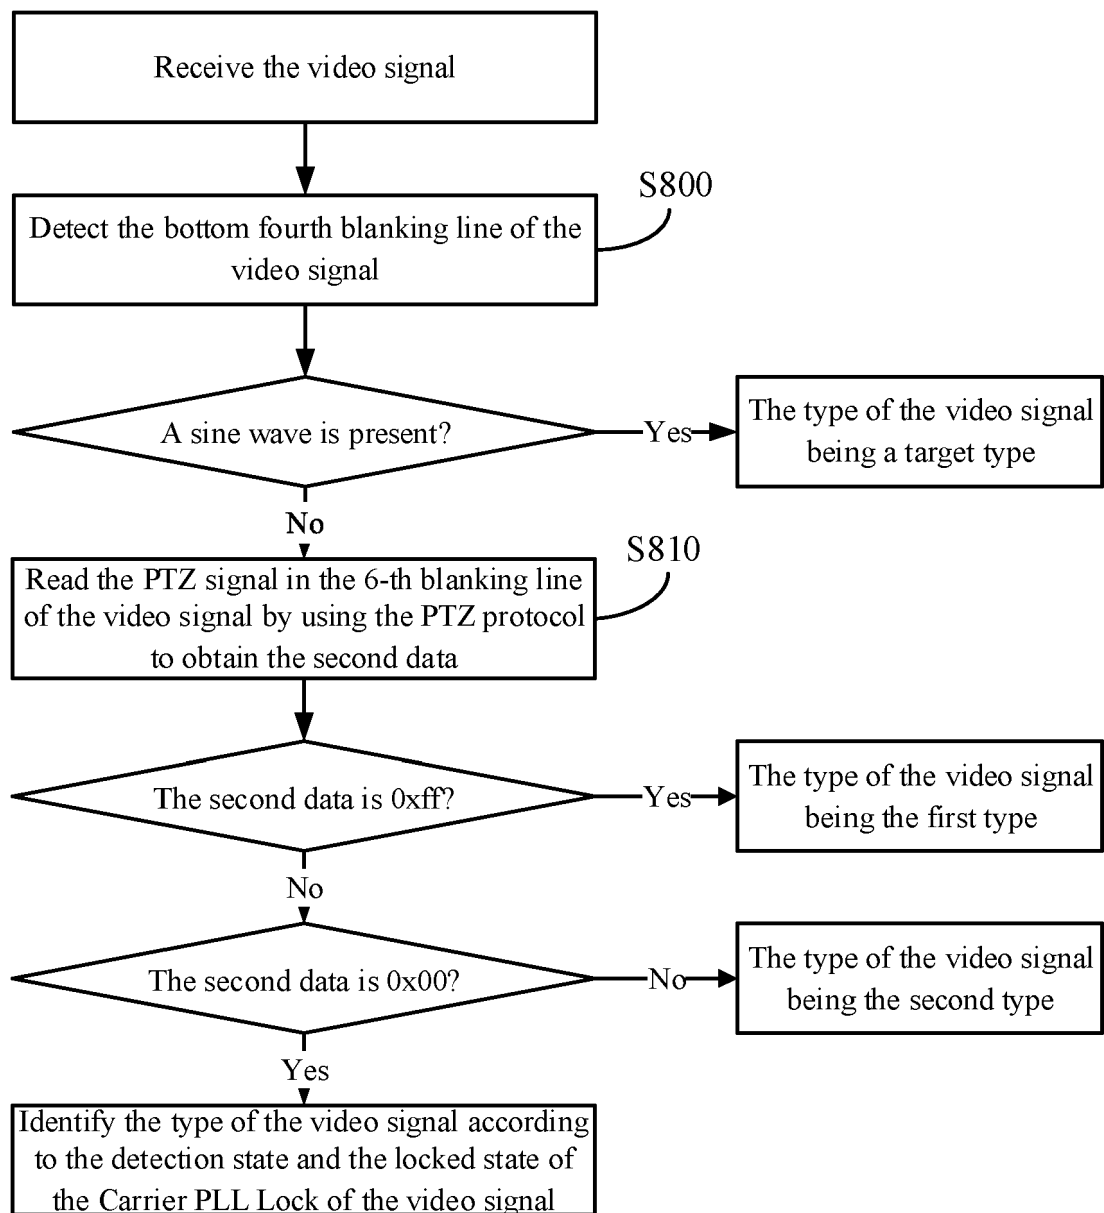 Receive the video signal
S800
Detect the bottom fourth blanking line of the
video signal
A sine wave is present?
Yes
The type of the video signal
being a target type
No
S810
Read the PTZ signal in the 6-th blanking line
of the video signal by using the PTZ protocol
to obtain the second data
The second data is 0xff?
Yes
The type of the video signal
being the first type
No
The second data is 0x00?
No
The type of the video signal
being the second type
Yes
Identify the type of the video signal according
to the detection state and the locked state of
the Carrier PLL Lock of the video signal